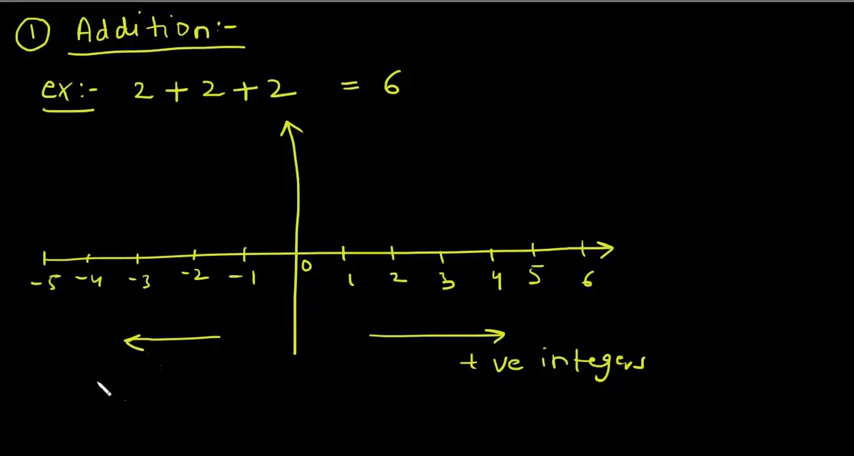 ① Addition:-
ex:- 2 + 2 + 2 = 6
-5 -4 -3 -2 -1 0 1 2 3 4 5 6
+ ve integers